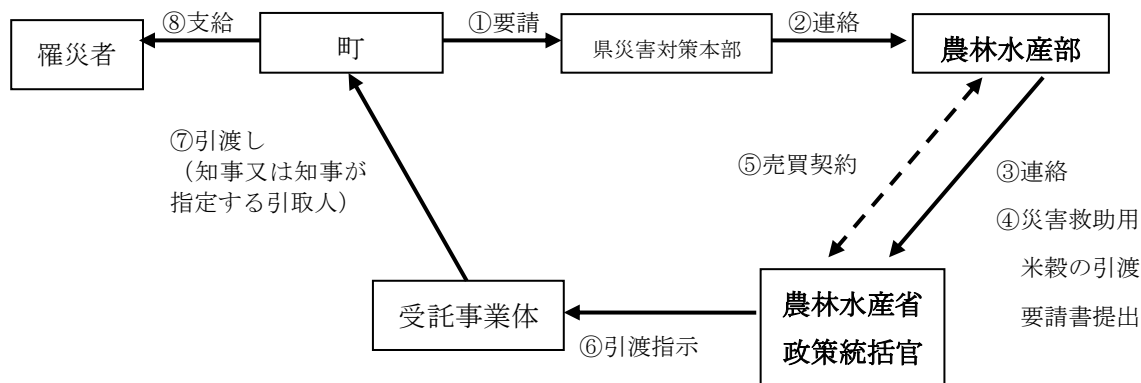 ⑧支給
①要請
②連絡
罹災者
町
県災害対策本部
農林水産部
⑦引渡し
(知事又は知事が
指定する引取人)
⑤売買契約
③連絡
④災害救助用
米穀の引渡
要請書提出
受託事業体
⑥引渡指示
農林水産省
政策統括官